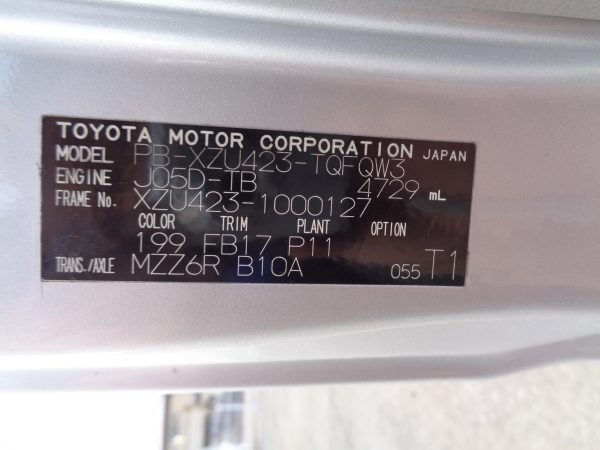 TOYOTA MOTOR CORPORATION JAPAN
MODEL PB-XZU423-TQFQW3
ENGINE J05D-TB 4729 mL
FRAME No. XZU423-1000127
COLOR TRIM PLANT OPTION
199 FB17 P11
TRANS./AXLE MZZ6R B10A 055 T1